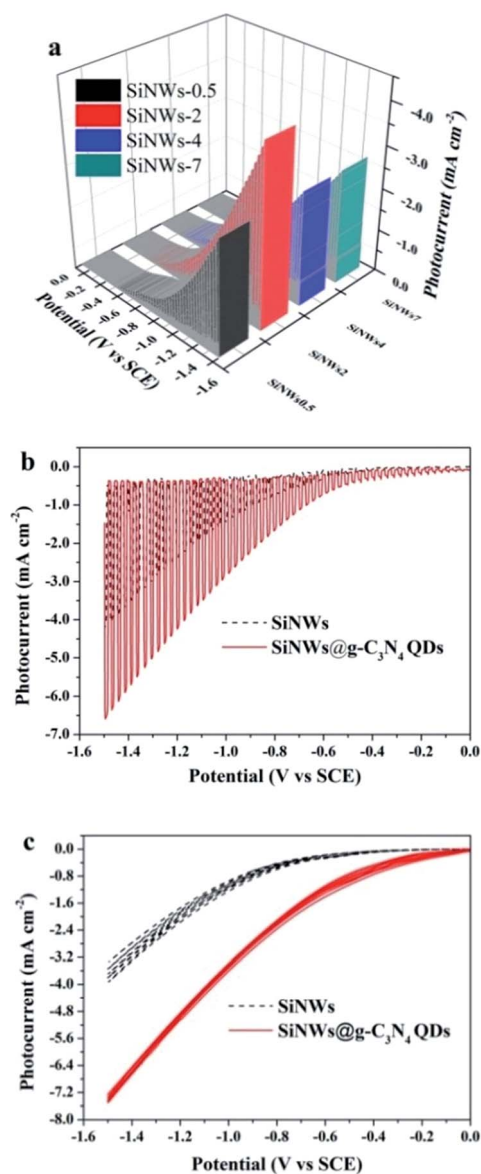 a
SiNWs-0.5
SiNWs-2
SiNWs-4
SiNWs-7
-4.0
-3.0
-2.0
-1.0
0.0
Photocurrent (mA cm⁻²)
0.0
-0.2
-0.4
-0.6
-0.8
-1.0
-1.2
-1.4
-1.6
Potential (V vs SCE)
SiNWs7
SiNWs4
SiNWs2
SiNWs0.5
b
0.0
-1.0
-2.0
-3.0
-4.0
-5.0
-6.0
-7.0
Photocurrent (mA cm⁻²)
SiNWs
SiNWs@g-C₃N₄ QDs
-1.6 -1.4 -1.2 -1.0 -0.8 -0.6 -0.4 -0.2 0.0
Potential (V vs SCE)
c
0.0
-0.8
-1.6
-2.4
-3.2
-4.0
-4.8
-5.6
-6.4
-7.2
-8.0
Photocurrent (mA cm⁻²)
SiNWs
SiNWs@g-C₃N₄ QDs
-1.6 -1.4 -1.2 -1.0 -0.8 -0.6 -0.4 -0.2 0.0
Potential (V vs SCE)